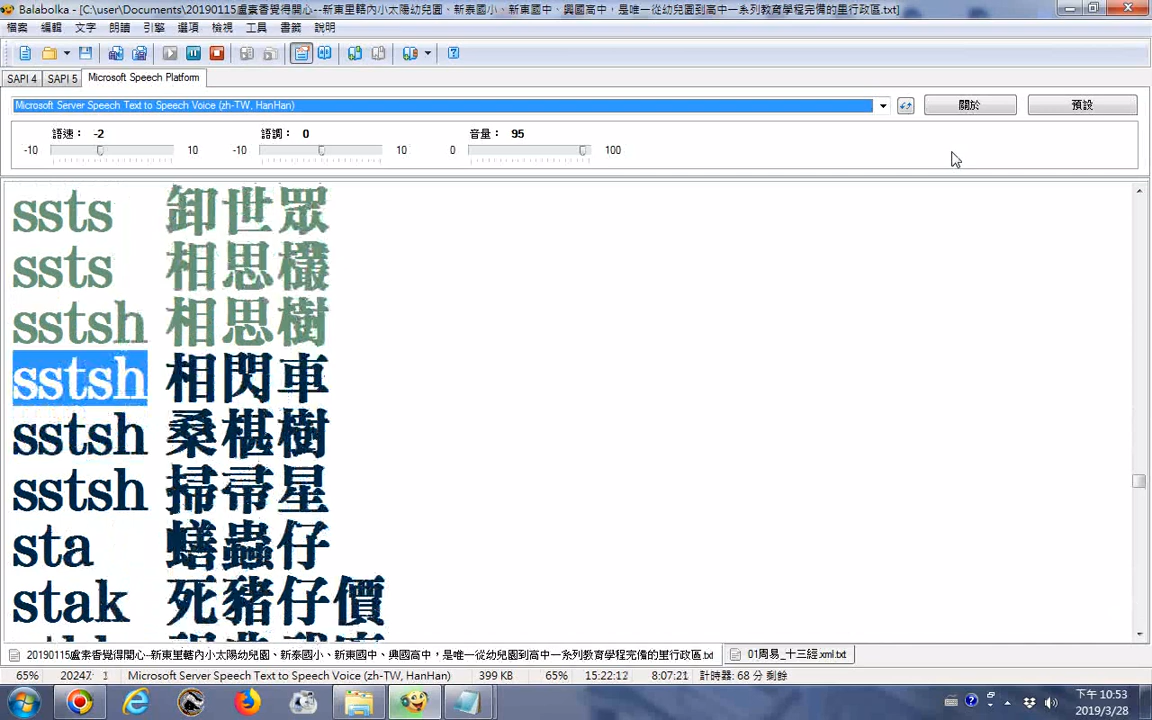 Balabolka - [C:\user\Documents\20190115盧素香覺得開心--新東里轄內小太陽幼兒園、新泰國小、新東國中、興國高中，是唯一從幼兒園到高中一系列教育學程完備的里行政區.txt]
檔案 編輯 文字 朗讀 引擎 選項 檢視 工具 書籤 說明
SAPI 4 SAPI 5 Microsoft Speech Platform
Microsoft Server Speech Text to Speech Voice (zh-TW, HanHan) 關於 預設
語速： -2 語調： 0 音量： 95
-10 10 -10 10 0 100
ssts 卸世眾
ssts 相思欉
sstsh 相思樹
sstsh 相閃車
sstsh 桑椹樹
sstsh 掃帚星
sta 蟮蟲仔
stak 死豬仔價
20190115盧素香覺得開心--新東里轄內小太陽幼兒園、新泰國小、新東國中、興國高中，是唯一從幼兒園到高中一系列教育學程完備的里行政區.txt 01周易_十三經.xml.txt
65% 20247: 1 Microsoft Server Speech Text to Speech Voice (zh-TW, HanHan) 399 KB 65% 15:22:12 8:07:21 計時器: 68 分 剩餘
下午 10:53
2019/3/28